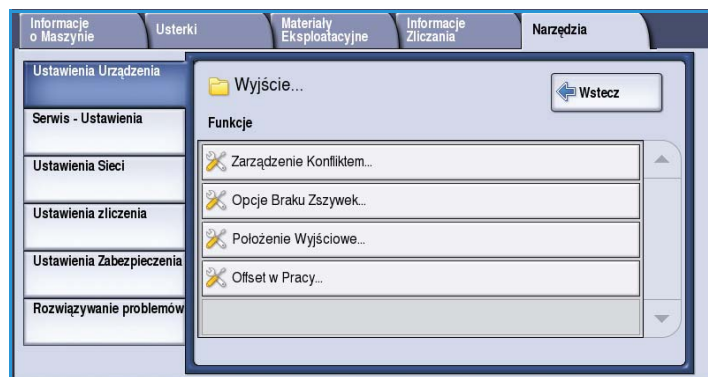 Informacje
o Maszynie
Usterki
Materiały
Eksploatacyjne
Informacje
Zliczania
Narzędzia
Ustawienia Urządzenia
Serwis - Ustawienia
Ustawienia Sieci
Ustawienia zliczenia
Ustawienia Zabezpieczenia
Rozwiązywanie problemów
Wyjście...
Wstecz
Funkcje
Zarządzenie Konfliktem...
Opcje Braku Zszywek...
Położenie Wyjściowe...
Offset w Pracy...